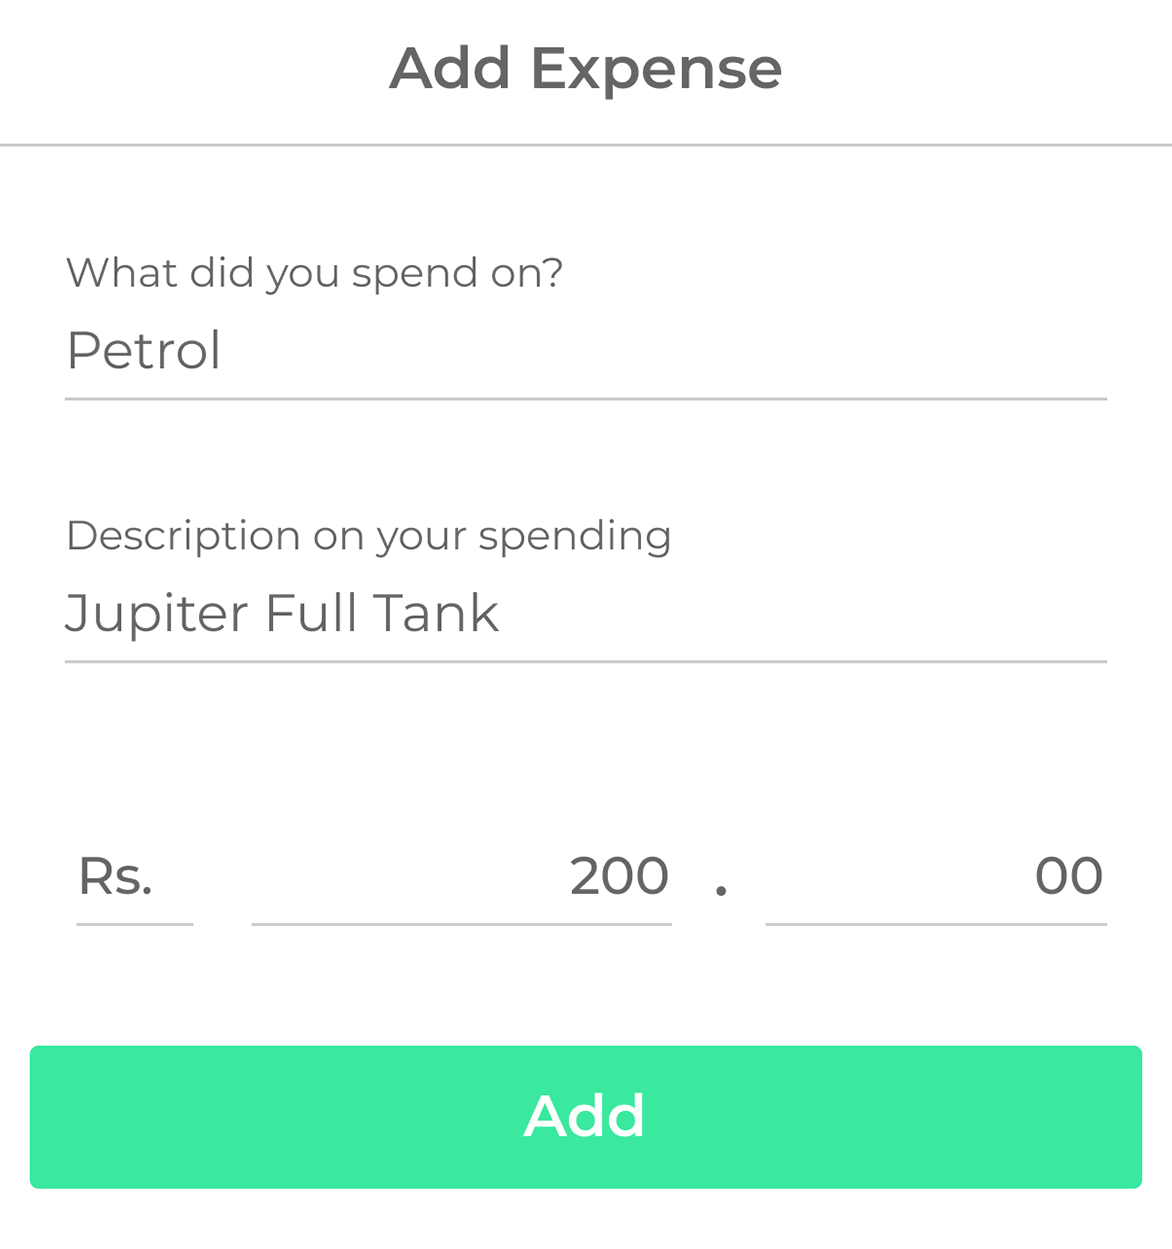 Add Expense
What did you spend on?
Petrol
Description on your spending
Jupiter Full Tank
Rs. 200 . 00
Add